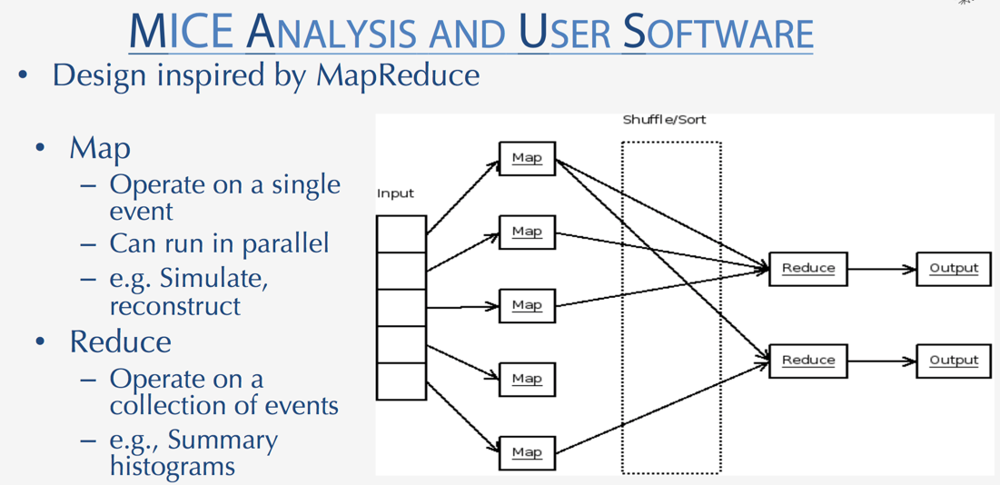 MICE ANALYSIS AND USER SOFTWARE
• Design inspired by MapReduce
• Map
– Operate on a single
event
– Can run in parallel
– e.g. Simulate,
reconstruct
• Reduce
– Operate on a
collection of events
– e.g., Summary
histograms
Shuffle/Sort
Input
Map
Map
Map
Map
Map
Reduce
Output
Reduce
Output